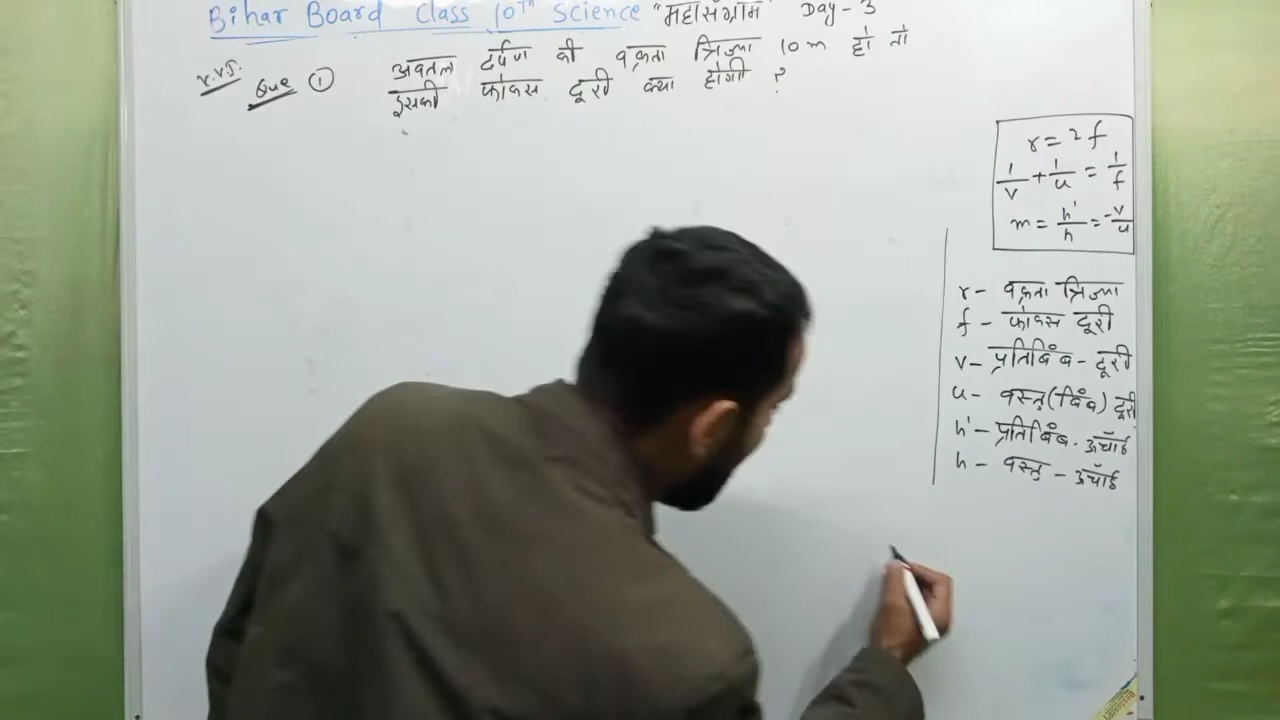 Bihar Board Class 10Th Science "महासंग्राम" Day - 3
V.V.I. Que ① अवतल दर्पण की वक्रता त्रिज्या 10 m हो तो
इसकी फोकस दूरी क्या होगी ?
r = 2f
1/v + 1/u = 1/f
m = h'/h = -v/u
r - वक्रता त्रिज्या
f - फोकस दूरी
v - प्रतिबिंब - दूरी
u - वस्तु (बिंब) दूरी
h' - प्रतिबिंब - ऊँचाई
h - वस्तु - ऊँचाई